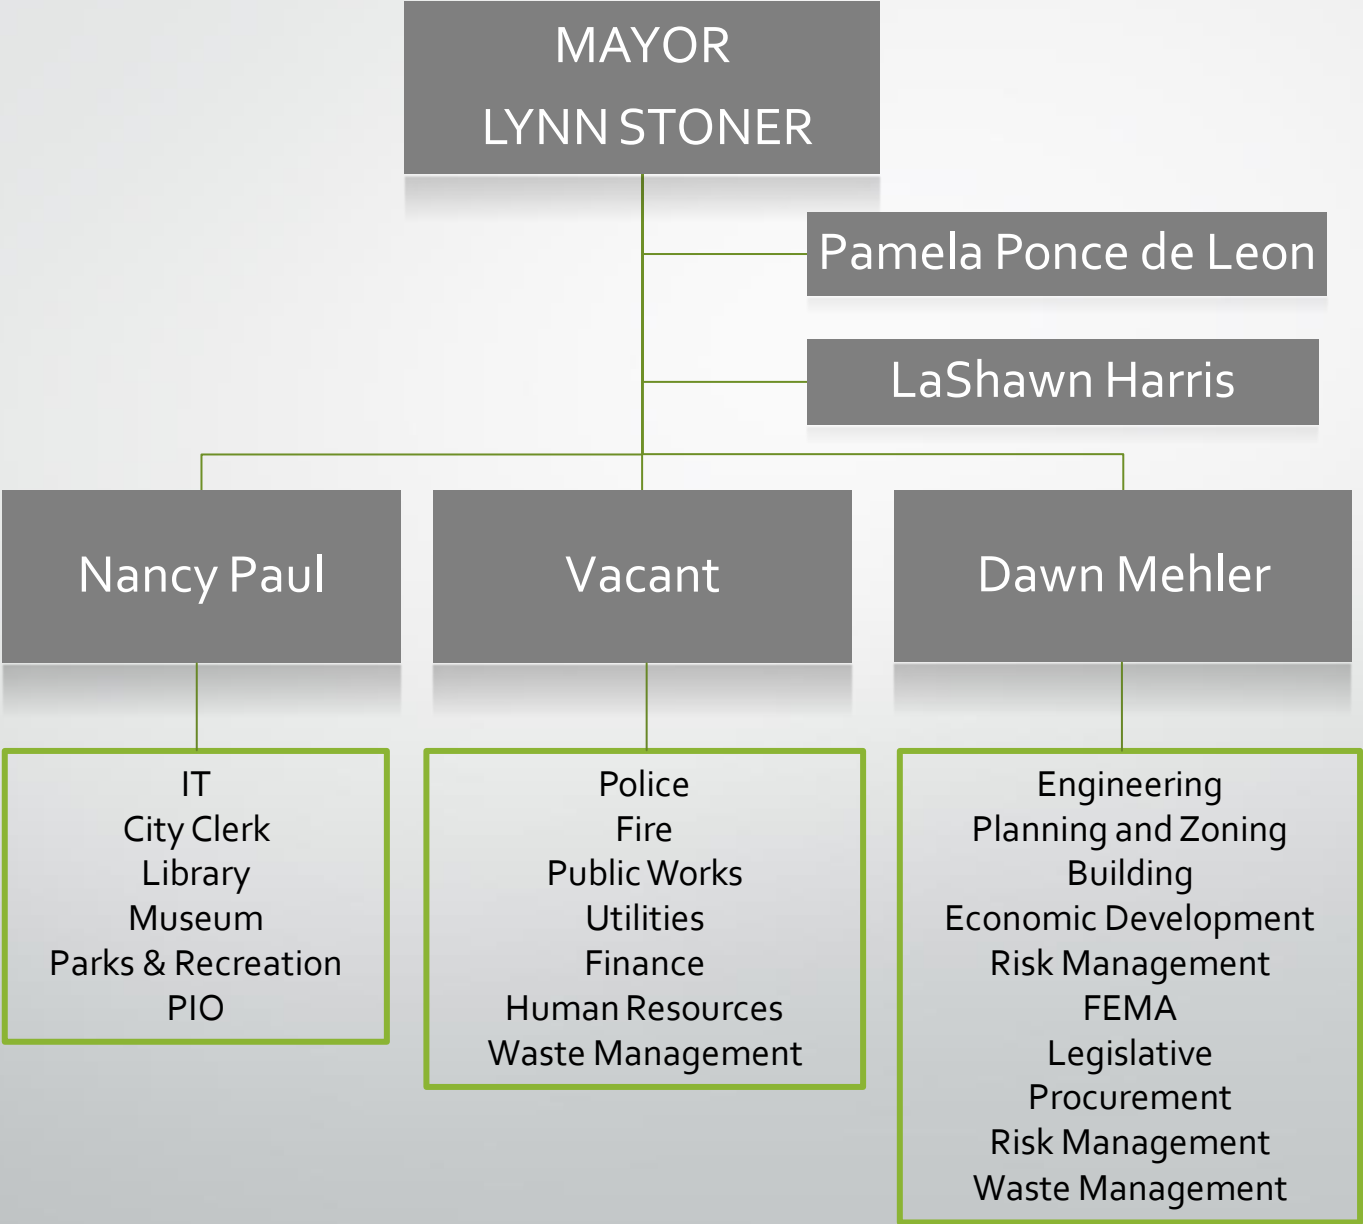 MAYOR
LYNN STONER
Pamela Ponce de Leon
LaShawn Harris
Nancy Paul
Vacant
Dawn Mehler
IT
City Clerk
Library
Museum
Parks & Recreation
PIO
Police
Fire
Public Works
Utilities
Finance
Human Resources
Waste Management
Engineering
Planning and Zoning
Building
Economic Development
Risk Management
FEMA
Legislative
Procurement
Risk Management
Waste Management